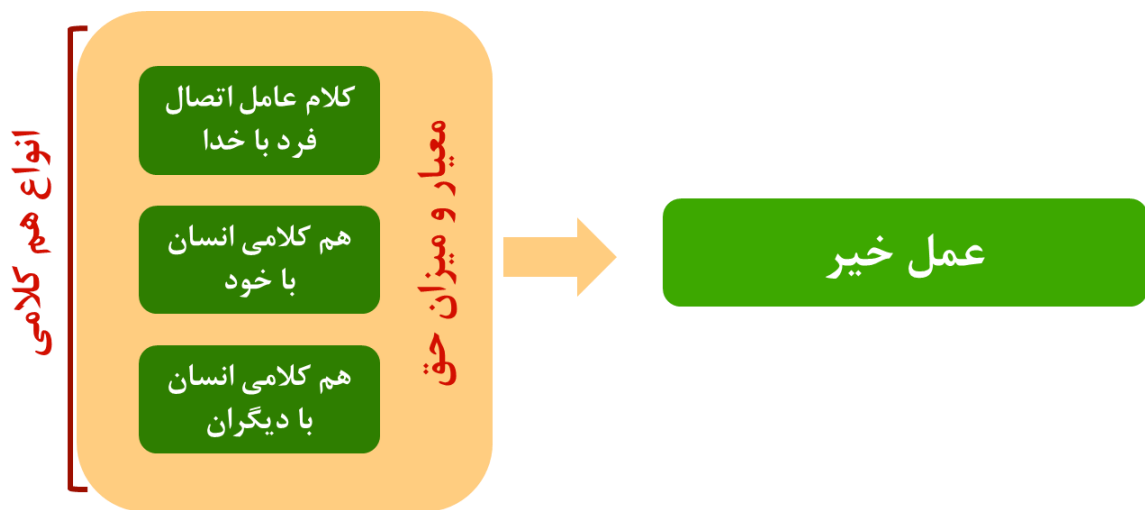 انواع هم کلامی
کلام عامل اتصال
فرد با خدا
هم کلامی انسان
با خود
هم کلامی انسان
با دیگران
معیار و میزان حق
عمل خیر